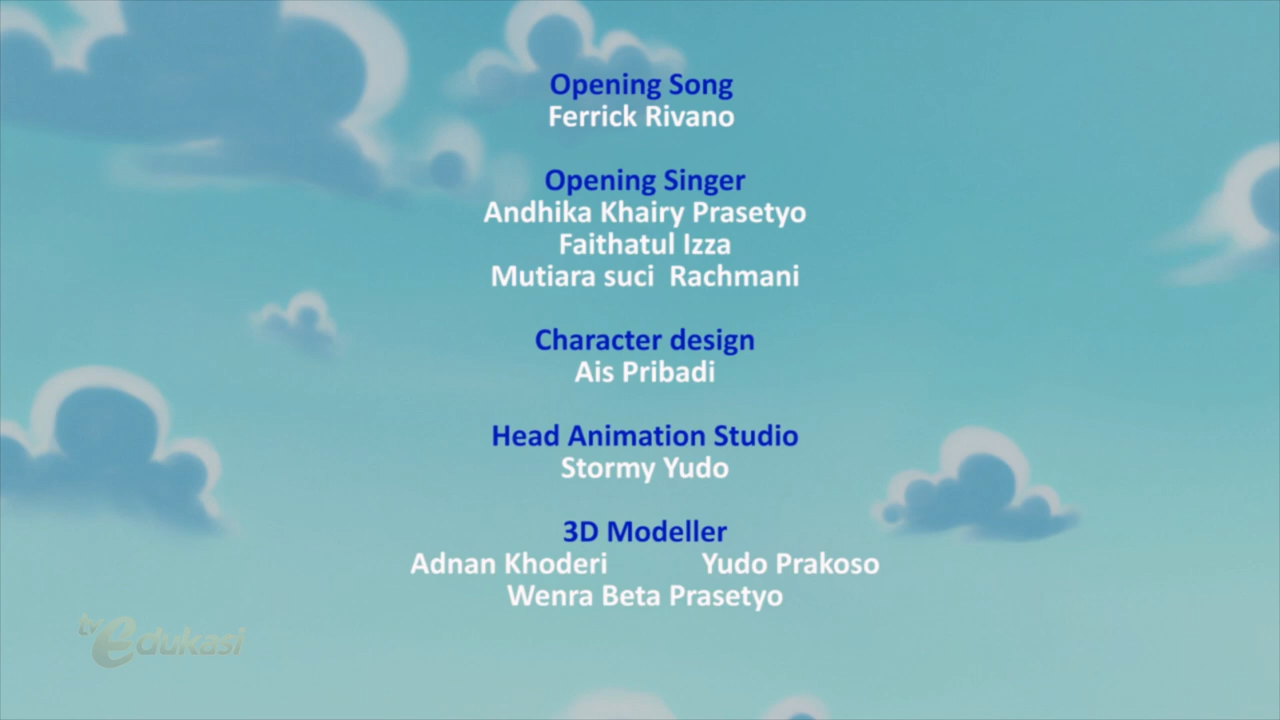 Opening Song
Ferrick Rivano
Opening Singer
Andhika Khairy Prasetyo
Faithatul Izza
Mutiara suci  Rachmani
Character design
Ais Pribadi
Head Animation Studio
Stormy Yudo
3D Modeller
Adnan Khoderi Yudo Prakoso
Wenra Beta Prasetyo
tv edukasi